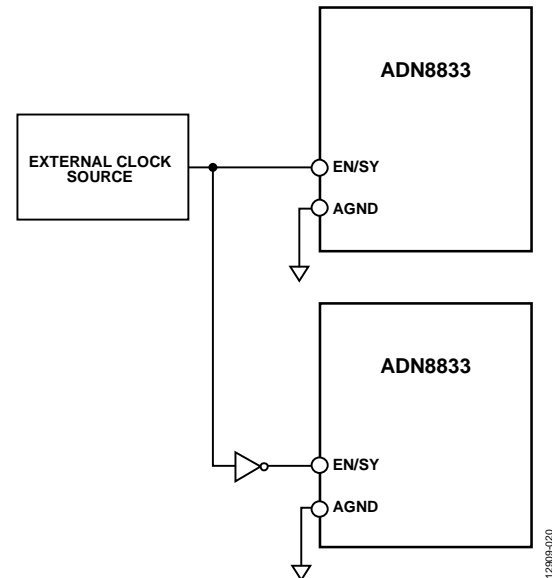 ADN8833
EXTERNAL CLOCK
SOURCE
EN/SY
AGND
ADN8833
EN/SY
AGND
12909-020